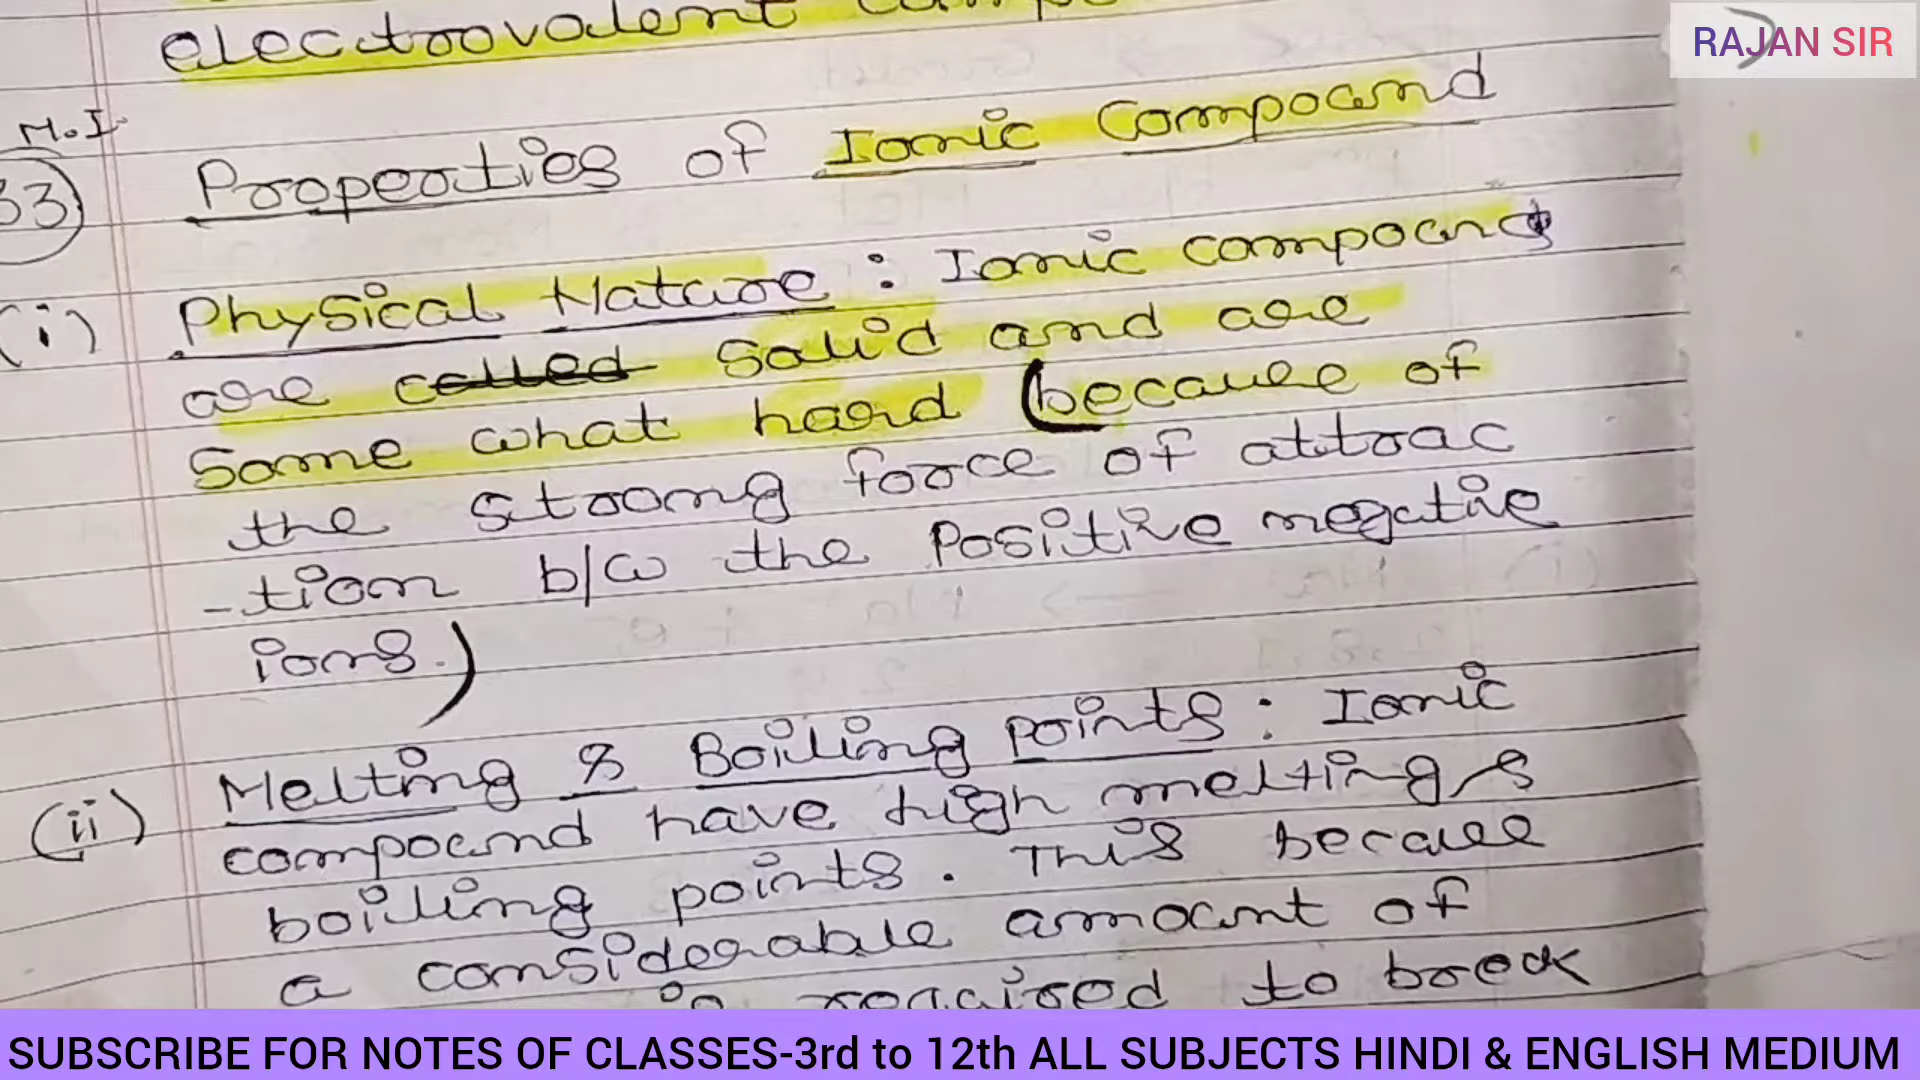 electrovalent comp
RAJAN SIR
M.I.
33) Properties of Ionic Compound
(i) Physical Nature : Ionic compounds
are called solid and are
Some what hard (because of
the strong force of attrac
-tion b/w the Positive negative
ions.)
(ii) Melting & Boiling points : Ionic
compound have high melting &
boiling points. This because
a considerable amount of
is required to break
SUBSCRIBE FOR NOTES OF CLASSES-3rd to 12th ALL SUBJECTS HINDI & ENGLISH MEDIUM